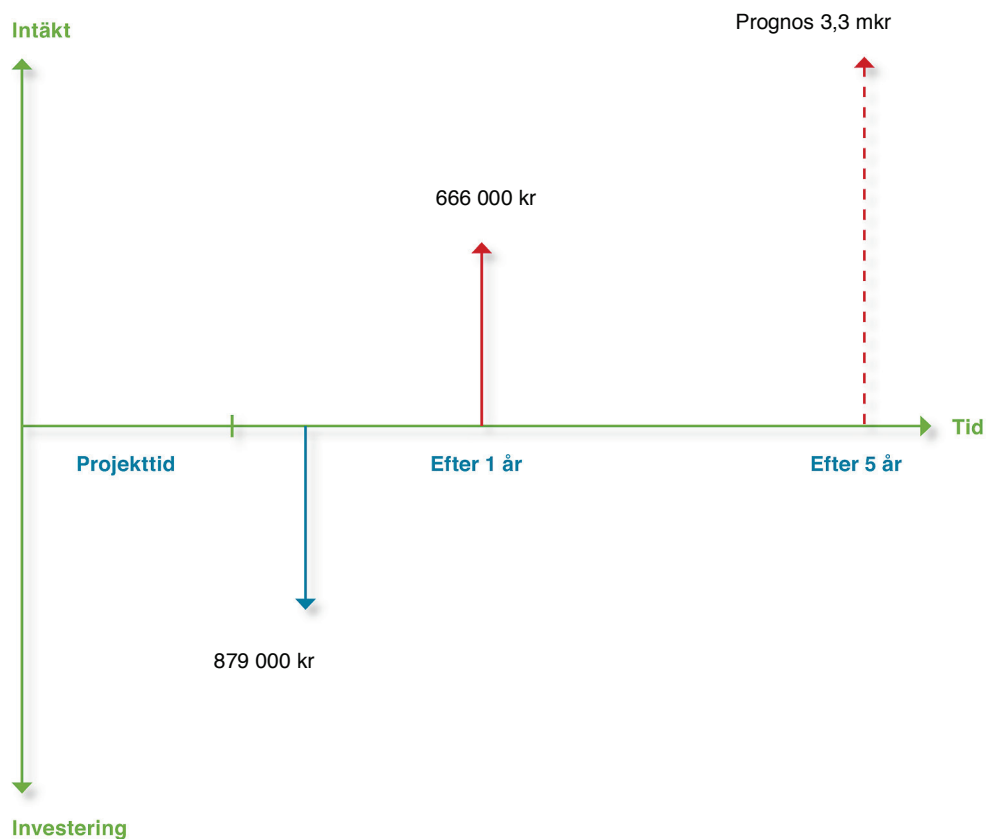 Prognos 3,3 mkr
Intäkt
666 000 kr
Tid
Projekttid
Efter 1 år
Efter 5 år
879 000 kr
Investering